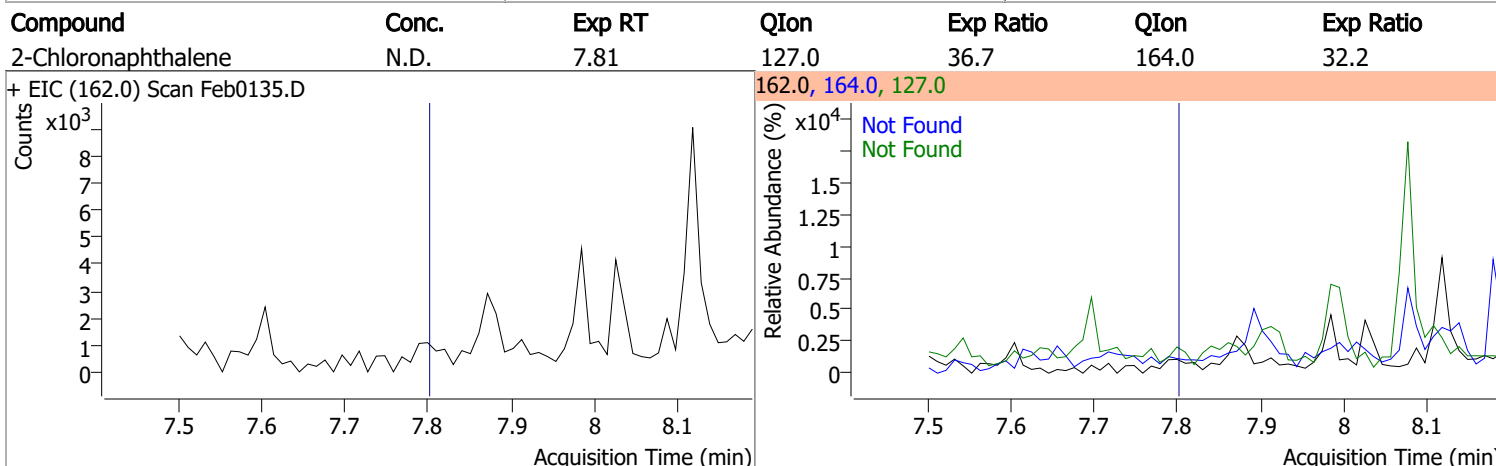 Compound Conc. Exp RT QIon Exp Ratio QIon Exp Ratio
2-Chloronaphthalene N.D. 7.81 127.0 36.7 164.0 32.2
+ EIC (162.0) Scan Feb0135.D
Counts
x10³
8
7
6
5
4
3
2
1
0
7.5 7.6 7.7 7.8 7.9 8 8.1
Acquisition Time (min)
162.0, 164.0, 127.0
Relative Abundance (%)
x10⁴
Not Found
Not Found
1.5
1.25
1
0.75
0.5
0.25
0
7.5 7.6 7.7 7.8 7.9 8 8.1
Acquisition Time (min)